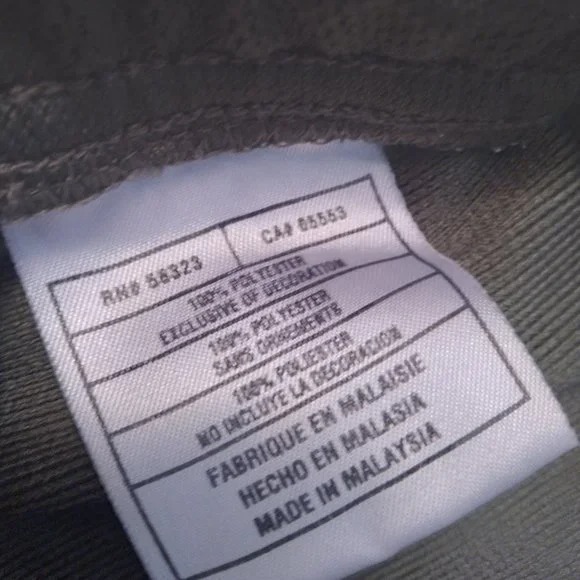 RN# 58323 CA# 05553
100% POLYESTER
EXCLUSIVE OF DECORATION
100% POLYESTER
SANS ORNEMENTS
100% POLIESTER
NO INCLUYE LA DECORACION
FABRIQUE EN MALAISIE
HECHO EN MALASIA
MADE IN MALAYSIA